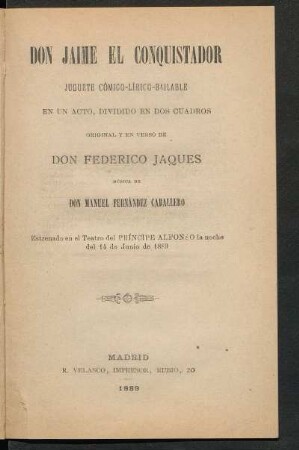 DON JAIME EL CONQUISTADOR
JUGUETE CÓMICO-LÍRICO-BAILABLE
EN UN ACTO, DIVIDIDO EN DOS CUADROS
ORIGINAL Y EN VERSO DE
DON FEDERICO JAQUES
MÚSICA DE
DON MANUEL FERNÁNDEZ CABALLERO
Estrenado en el Teatro del PRÍNCIPE ALFONSO la noche
del 14 de Junio de 1889
MADRID
R. VELASCO, IMPRESOR, RUBIO, 20
1889